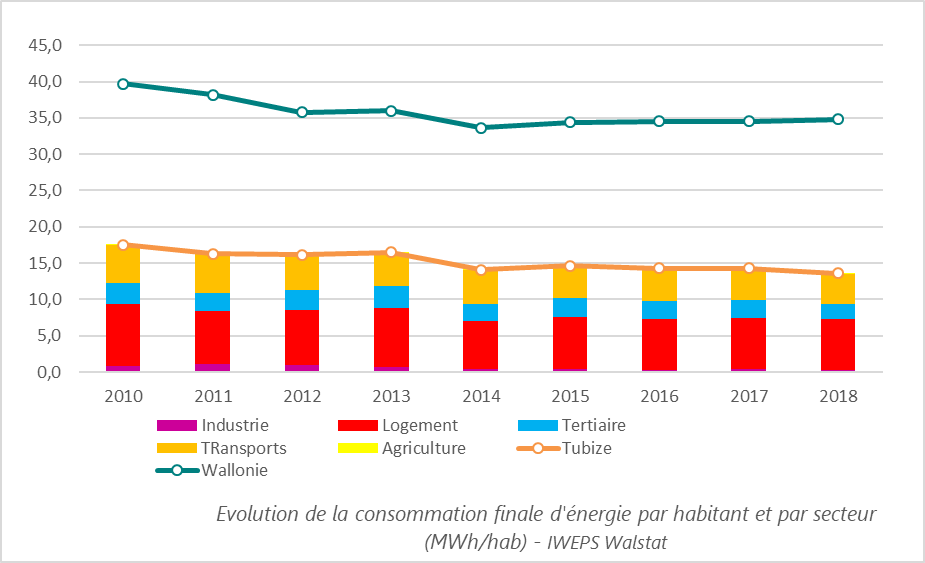 45,0
40,0
35,0
30,0
25,0
20,0
15,0
10,0
5,0
0,0
2010 2011 2012 2013 2014 2015 2016 2017 2018
Industrie Logement Tertiaire
TRansports Agriculture Tubize
Wallonie
Evolution de la consommation finale d'énergie par habitant et par secteur
(MWh/hab) - IWEPS Walstat